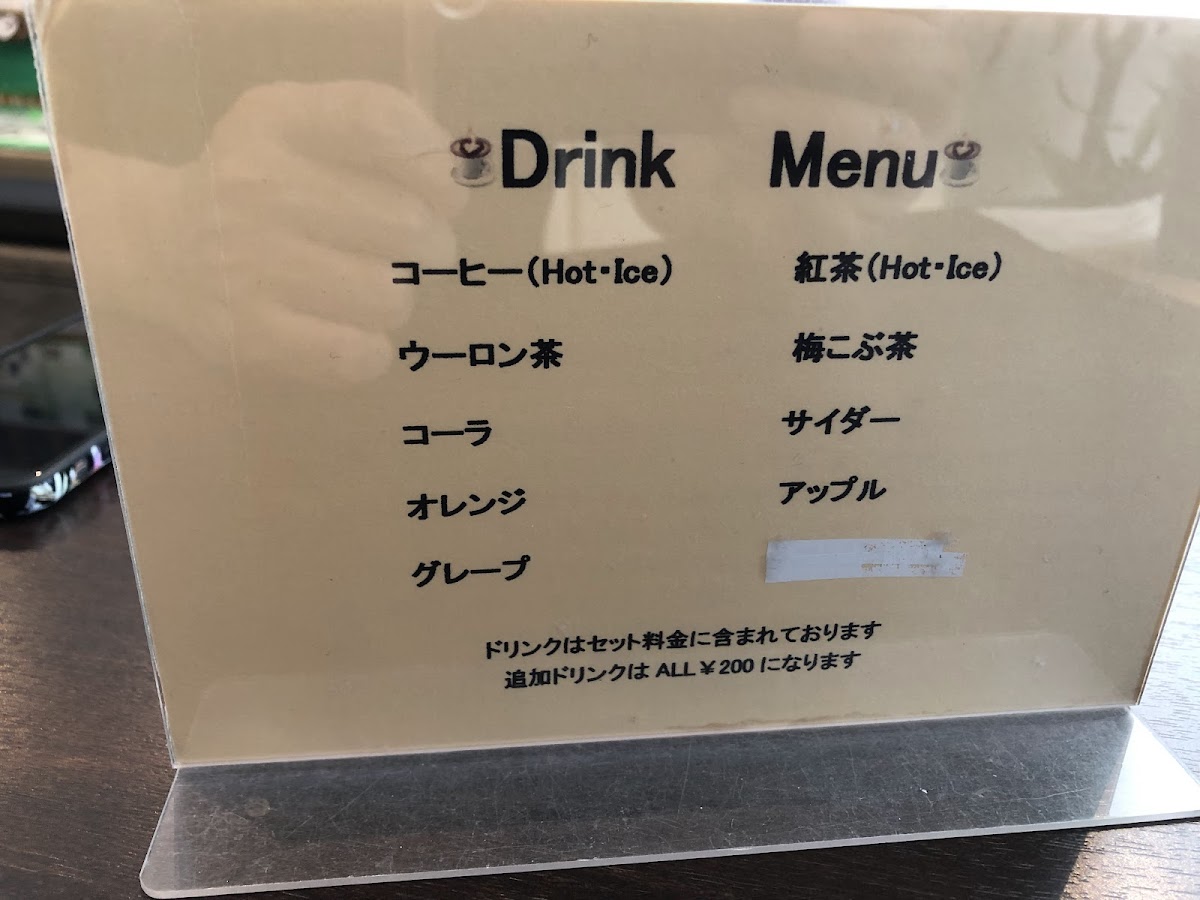 Drink Menu
コーヒー(Hot・Ice) 紅茶(Hot・Ice)
ウーロン茶 梅こぶ茶
コーラ サイダー
オレンジ アップル
グレープ
ドリンクはセット料金に含まれております
追加ドリンクは ALL¥200 になります